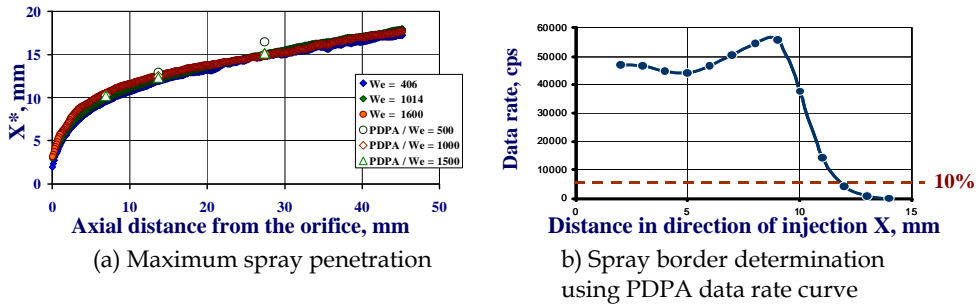 20
15
10
5
0
X*, mm
0 10 20 30 40 50
Axial distance from the orifice, mm
We = 406
We = 1014
We = 1600
PDPA / We = 500
PDPA / We = 1000
PDPA / We = 1500
(a) Maximum spray penetration
60000
50000
40000
30000
20000
10000
0
Data rate, cps
10%
0 5 10 15
Distance in direction of injection X, mm
b) Spray border determination
using PDPA data rate curve